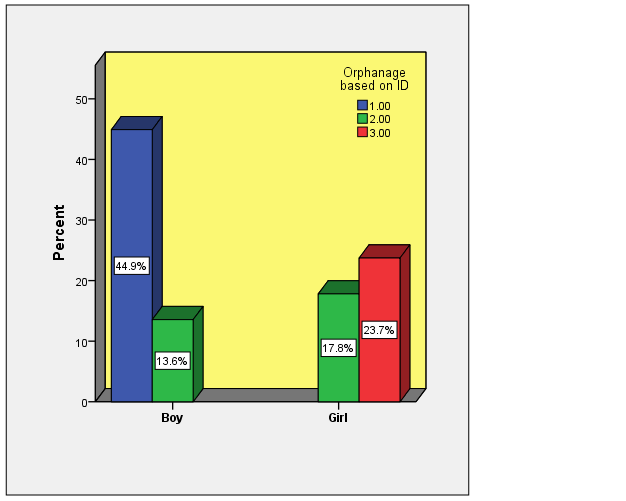 Orphanage
based on ID
1.00
2.00
3.00
Percent
50
40
30
20
10
0
44.9%
13.6%
17.8%
23.7%
Boy
Girl